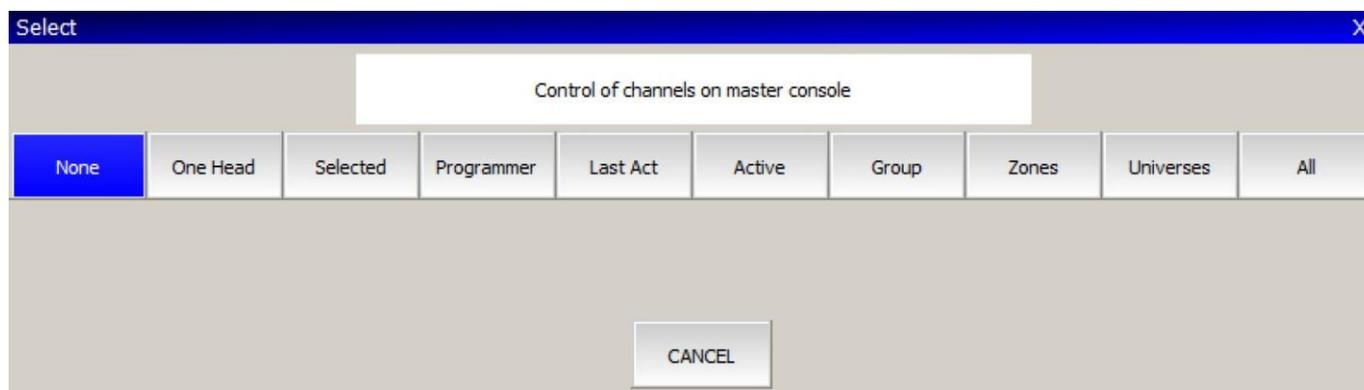 Select X
Control of channels on master console
None One Head Selected Programmer Last Act Active Group Zones Universes All
CANCEL